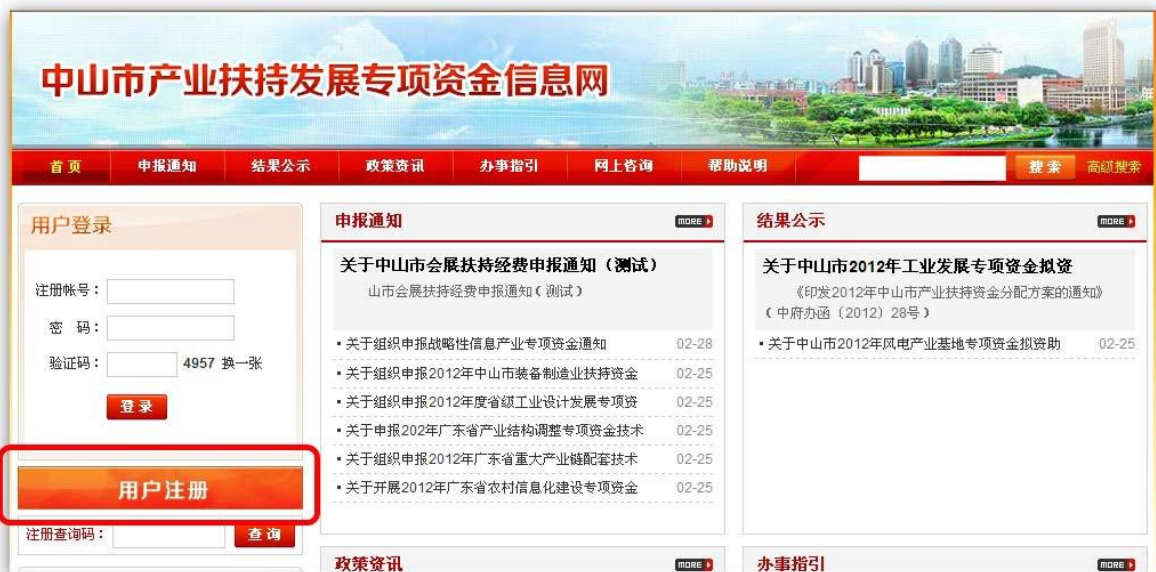 中山市产业扶持发展专项资金信息网
首页 申报通知 结果公示 政策资讯 办事指引 网上咨询 帮助说明 搜索 高级搜索
用户登录
注册帐号：
密 码：
验证码： 4957 换一张
登录
用户注册
注册查询码： 查询
申报通知 MORE
关于中山市会展扶持经费申报通知（测试）
山市会展扶持经费申报通知（测试）
▪关于组织申报战略性信息产业专项资金通知 02-28
▪关于组织申报2012年中山市装备制造业扶持资金 02-25
▪关于组织申报2012年度省级工业设计发展专项资 02-25
▪关于申报202年广东省产业结构调整专项资金技术 02-25
▪关于组织申报2012年广东省重大产业链配套技术 02-25
▪关于开展2012年广东省农村信息化建设专项资金 02-25
结果公示 MORE
关于中山市2012年工业发展专项资金拟资
《印发2012年中山市产业扶持资金分配方案的通知》
（中府办函〔2012〕28号）
▪关于中山市2012年风电产业基地专项资金拟资助 02-25
政策资讯 MORE
办事指引 MORE